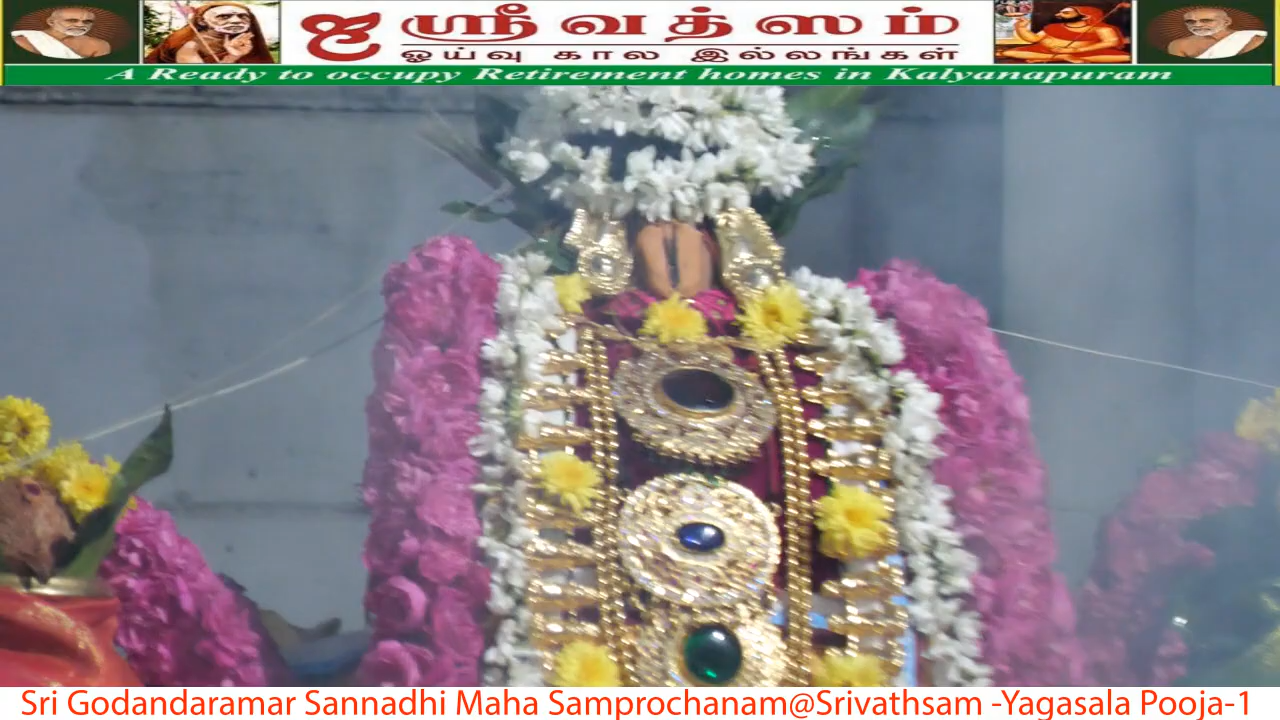 ஸ்ரீவத்ஸம்
ஓய்வு கால இல்லங்கள்
A Ready to occupy Retirement homes in Kalyanapuram
Sri Godandaramar Sannadhi Maha Samprochanam@Srivathsam -Yagasala Pooja-1